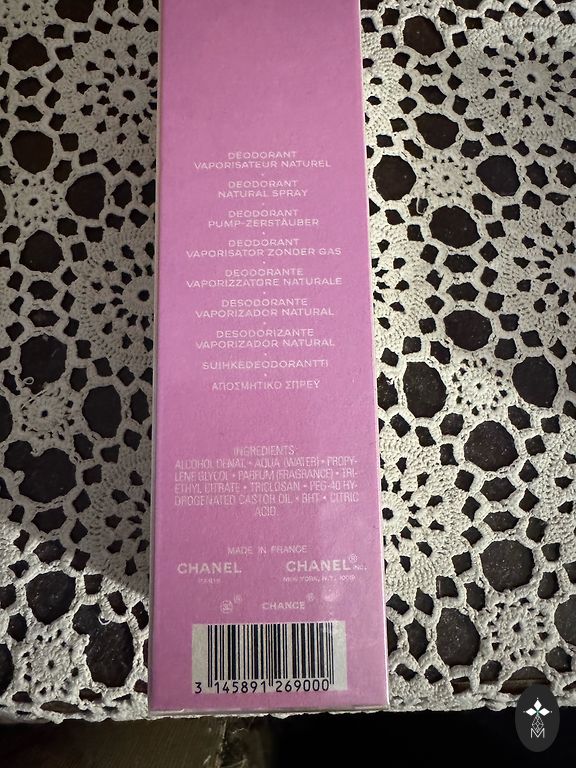 DÉODORANT
VAPORISATEUR NATUREL
•
DEODORANT
NATURAL SPRAY
•
DEODORANT
PUMP-ZERSTÄUBER
•
DEODORANT
VAPORISATOR ZONDER GAS
•
DEODORANTE
VAPORIZZATORE NATURALE
•
DESODORANTE
VAPORIZADOR NATURAL
•
DESODORIZANTE
VAPORIZADOR NATURAL
•
SUIHKEDEODORANTTI
•
ΑΠΟΣΜΗΤΙΚΟ ΣΠΡΕΥ
INGREDIENTS:
ALCOHOL DENAT. • AQUA (WATER) • PROPY-
LENE GLYCOL • PARFUM (FRAGRANCE) • TRI-
ETHYL CITRATE • TRICLOSAN • PEG-40 HY-
DROGENATED CASTOR OIL • BHT • CITRIC
ACID.
MADE IN FRANCE
CHANEL CHANEL® INC.
PARIS NEW YORK, N.Y. 10019
® CHANCE®
3 145891 269000
M